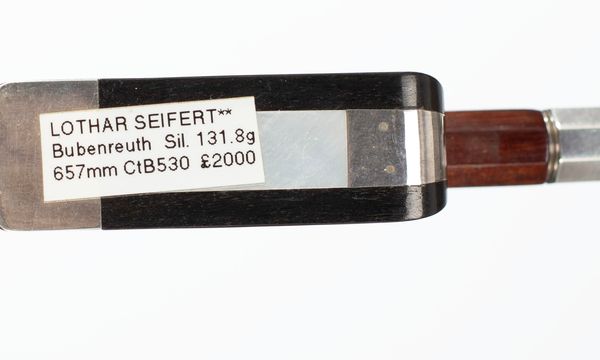 LOTHAR SEIFERT**
Bubenreuth Sil. 131.8g
657mm CtB530 £2000